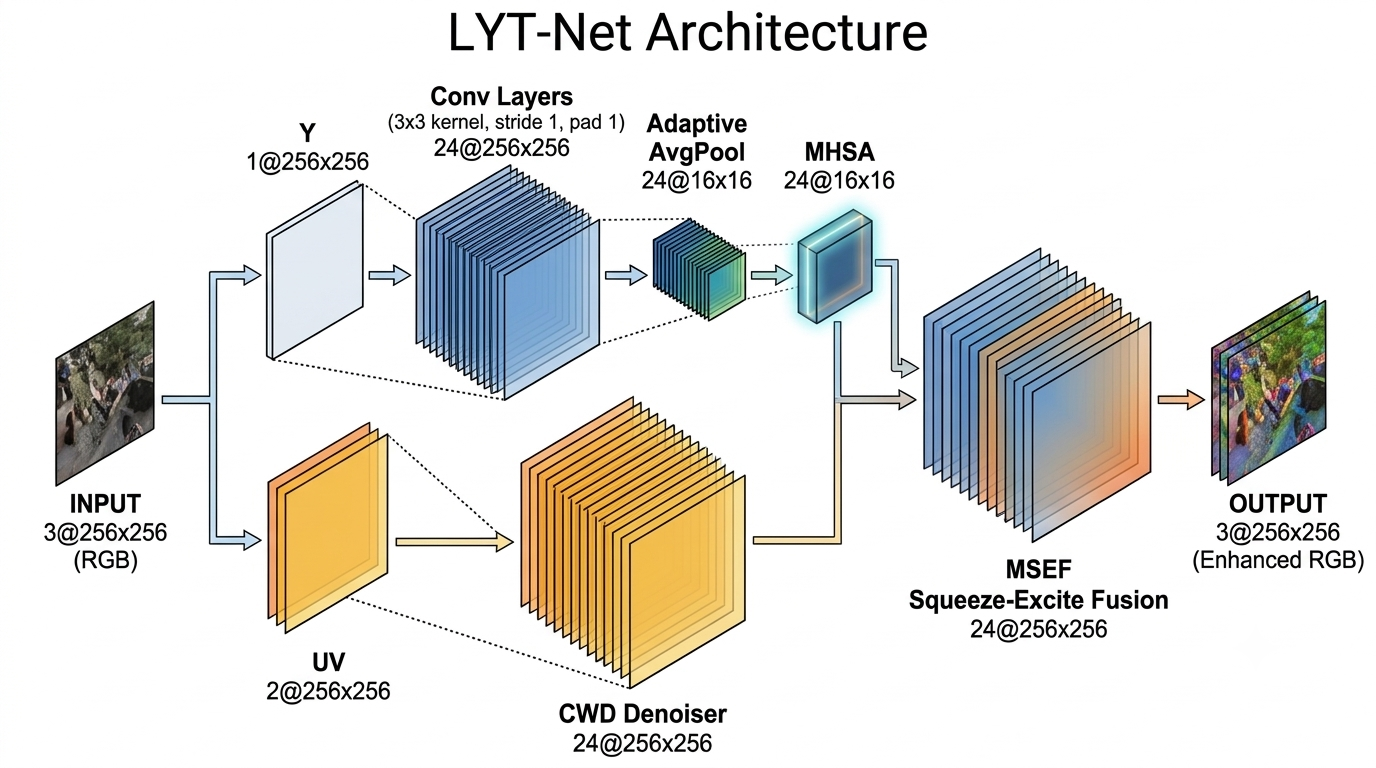 LYT-Net Architecture
Y
1@256x256
Conv Layers
(3x3 kernel, stride 1, pad 1)
24@256x256
Adaptive
AvgPool
24@16x16
MHSA
24@16x16
INPUT
3@256x256
(RGB)
UV
2@256x256
CWD Denoiser
24@256x256
MSEF
Squeeze-Excite Fusion
24@256x256
OUTPUT
3@256x256
(Enhanced RGB)